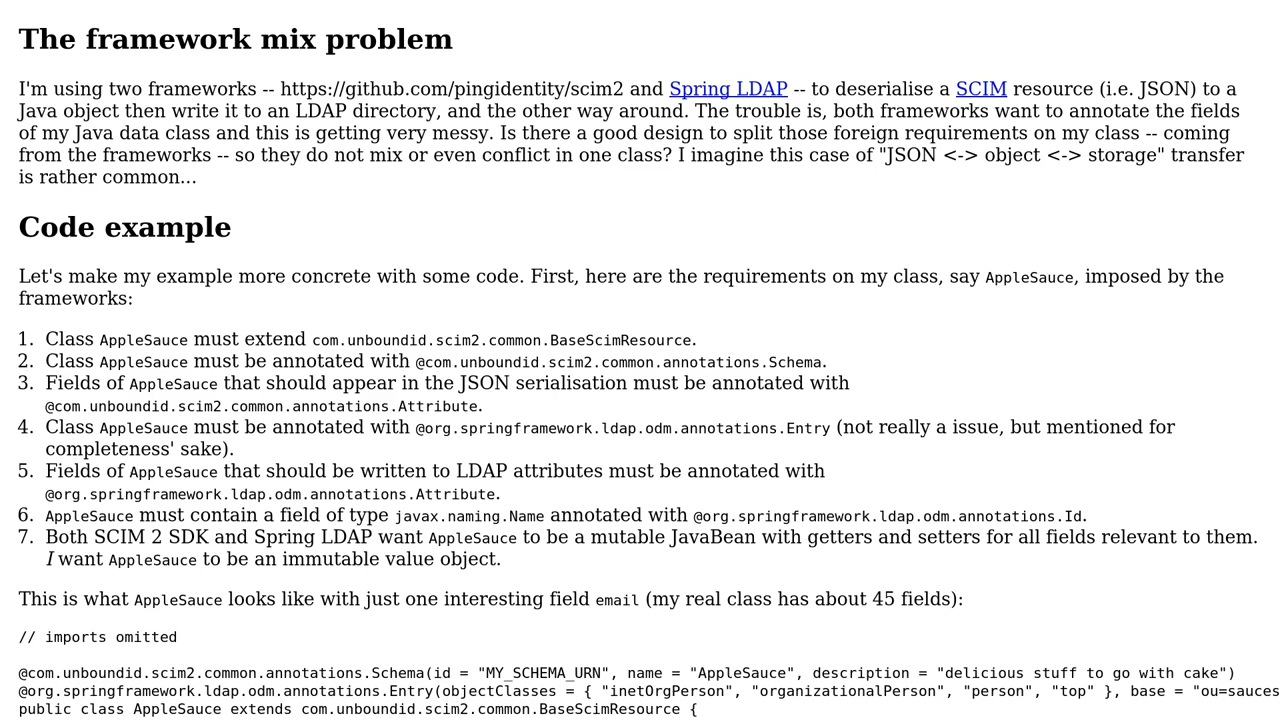 The framework mix problem
I'm using two frameworks -- https://github.com/pingidentity/scim2 and Spring LDAP -- to deserialise a SCIM resource (i.e. JSON) to a
Java object then write it to an LDAP directory, and the other way around. The trouble is, both frameworks want to annotate the fields
of my Java data class and this is getting very messy. Is there a good design to split those foreign requirements on my class -- coming
from the frameworks -- so they do not mix or even conflict in one class? I imagine this case of "JSON <-> object <-> storage" transfer
is rather common...
Code example
Let's make my example more concrete with some code. First, here are the requirements on my class, say AppleSauce, imposed by the
frameworks:
1. Class AppleSauce must extend com.unboundid.scim2.common.BaseScimResource.
2. Class AppleSauce must be annotated with @com.unboundid.scim2.common.annotations.Schema.
3. Fields of AppleSauce that should appear in the JSON serialisation must be annotated with
@com.unboundid.scim2.common.annotations.Attribute.
4. Class AppleSauce must be annotated with @org.springframework.ldap.odm.annotations.Entry (not really a issue, but mentioned for
completeness' sake).
5. Fields of AppleSauce that should be written to LDAP attributes must be annotated with
@org.springframework.ldap.odm.annotations.Attribute.
6. AppleSauce must contain a field of type javax.naming.Name annotated with @org.springframework.ldap.odm.annotations.Id.
7. Both SCIM 2 SDK and Spring LDAP want AppleSauce to be a mutable JavaBean with getters and setters for all fields relevant to them.
I want AppleSauce to be an immutable value object.
This is what AppleSauce looks like with just one interesting field email (my real class has about 45 fields):
// imports omitted
@com.unboundid.scim2.common.annotations.Schema(id = "MY_SCHEMA_URN", name = "AppleSauce", description = "delicious stuff to go with cake")
@org.springframework.ldap.odm.annotations.Entry(objectClasses = { "inetOrgPerson", "organizationalPerson", "person", "top" }, base = "ou=sauces
public class AppleSauce extends com.unboundid.scim2.common.BaseScimResource {